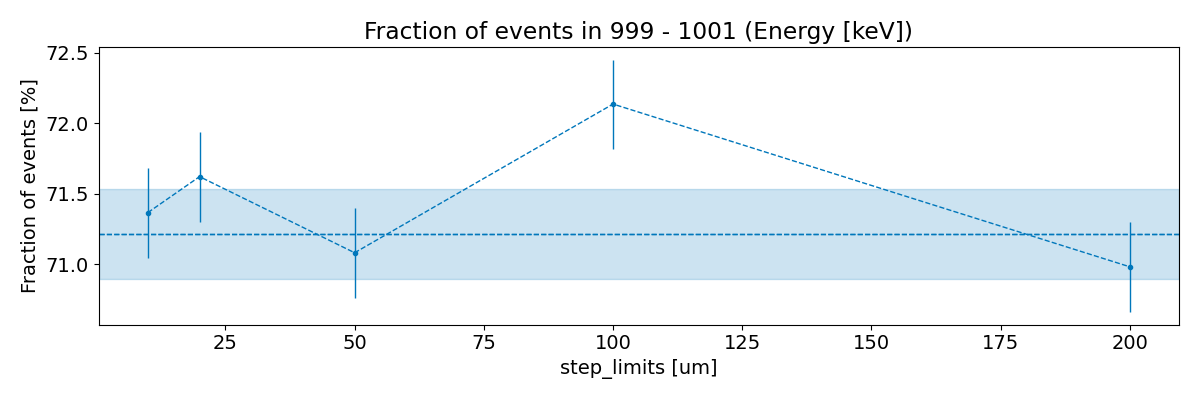 Fraction of events in 999 - 1001 (Energy [keV])
Fraction of events [%]
72.5
72.0
71.5
71.0
25 50 75 100 125 150 175 200
step_limits [um]